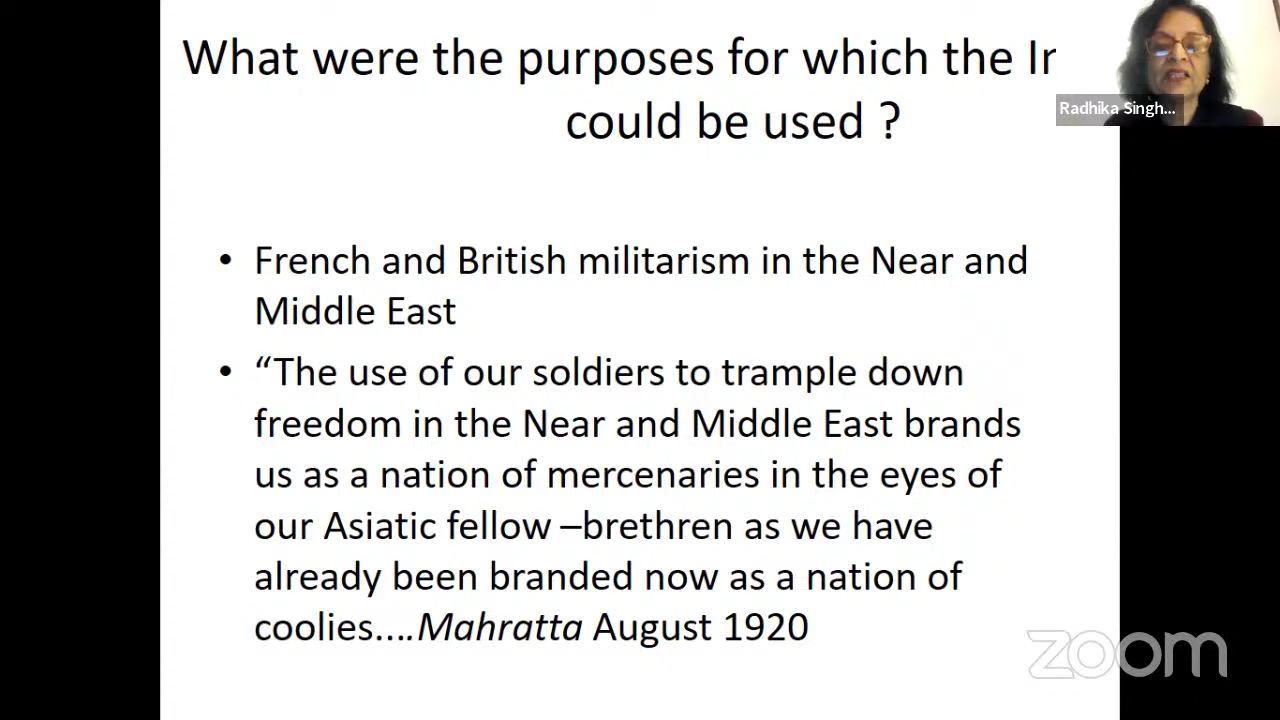 What were the purposes for which the In
could be used ?
Radhika Singh...
• French and British militarism in the Near and
Middle East
• “The use of our soldiers to trample down
freedom in the Near and Middle East brands
us as a nation of mercenaries in the eyes of
our Asiatic fellow –brethren as we have
already been branded now as a nation of
coolies....Mahratta August 1920
zoom